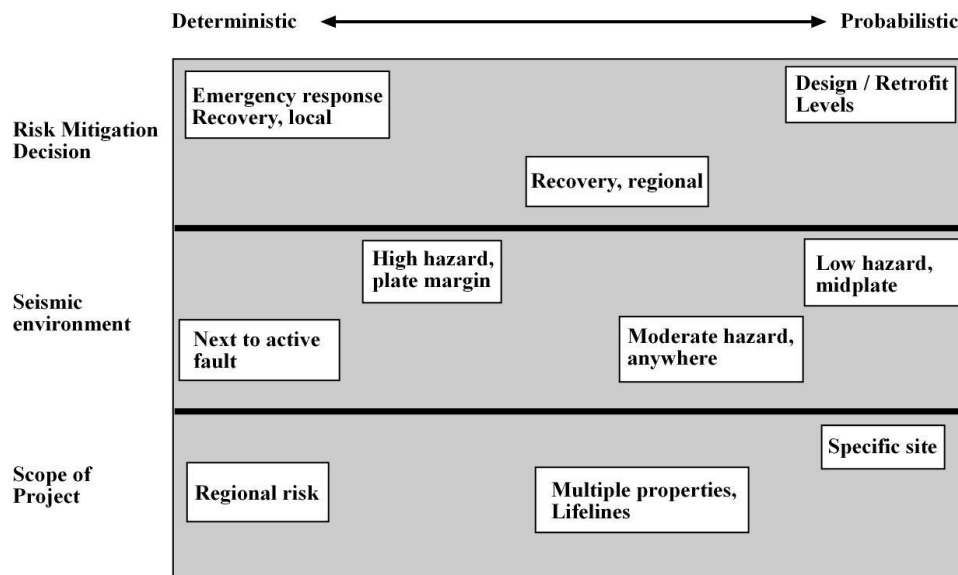 Deterministic Probabilistic
Risk Mitigation
Decision
Emergency response
Recovery, local
Design / Retrofit
Levels
Recovery, regional
Seismic
environment
High hazard,
plate margin
Low hazard,
midplate
Next to active
fault
Moderate hazard,
anywhere
Scope of
Project
Specific site
Regional risk
Multiple properties,
Lifelines